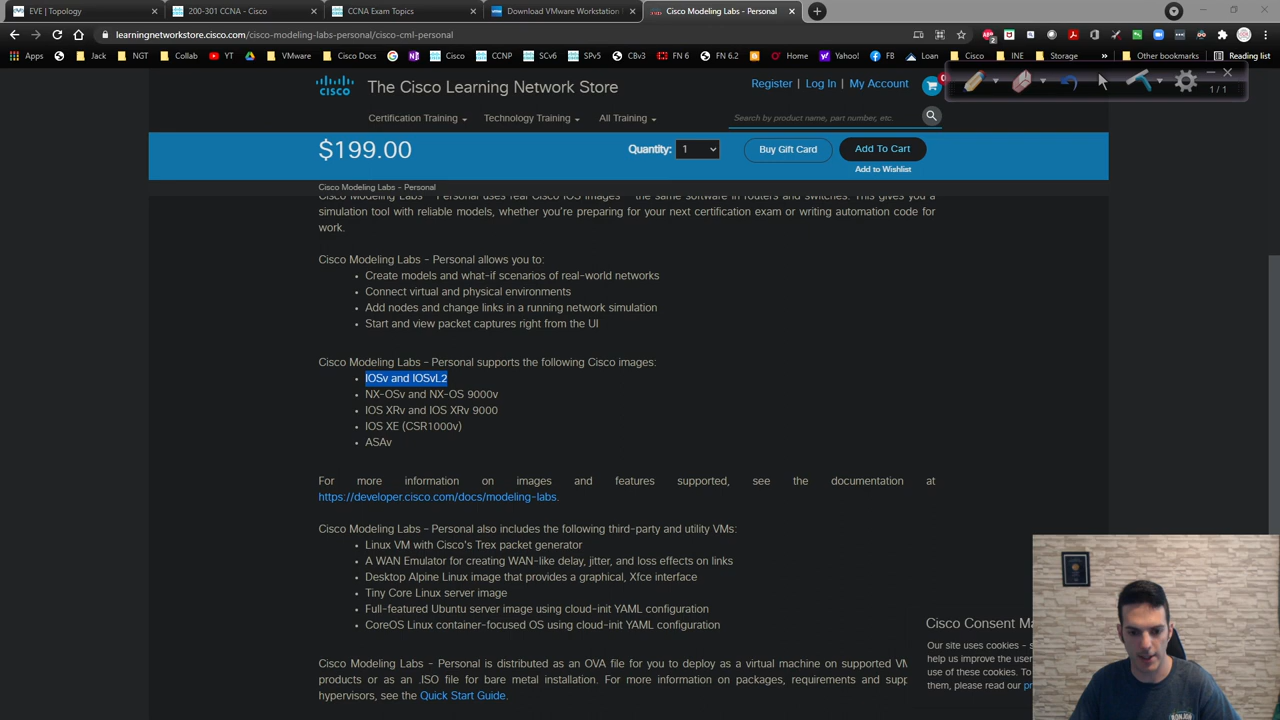 EVE | Topology
200-301 CCNA - Cisco
CCNA Exam Topics
Download VMware Workstation
Cisco Modeling Labs - Personal
learningnetworkstore.cisco.com/cisco-modeling-labs-personal/cisco-cml-personal
Apps Jack NGT Collab YT VMware Cisco Docs Cisco CCNP SCv6 SPv5 CBv3 FN 6 FN 6.2 Home Yahoo! FB Loan Cisco INE Storage Other bookmarks Reading list
1 / 1
cisco
The Cisco Learning Network Store
Register | Log In | My Account
0
Certification Training Technology Training All Training
Search by product name, part number, etc.
$199.00
Quantity: 1
Buy Gift Card
Add To Cart
Add to Wishlist
Cisco Modeling Labs - Personal
Cisco Modeling Labs - Personal uses real Cisco IOS images - the same software in routers and switches. This gives you a
simulation tool with reliable models, whether you're preparing for your next certification exam or writing automation code for
work.
Cisco Modeling Labs - Personal allows you to:
• Create models and what-if scenarios of real-world networks
• Connect virtual and physical environments
• Add nodes and change links in a running network simulation
• Start and view packet captures right from the UI
Cisco Modeling Labs - Personal supports the following Cisco images:
• IOSv and IOSvL2
• NX-OSv and NX-OS 9000v
• IOS XRv and IOS XRv 9000
• IOS XE (CSR1000v)
• ASAv
For more information on images and features supported, see the documentation at
https://developer.cisco.com/docs/modeling-labs.
Cisco Modeling Labs - Personal also includes the following third-party and utility VMs:
• Linux VM with Cisco's Trex packet generator
• A WAN Emulator for creating WAN-like delay, jitter, and loss effects on links
• Desktop Alpine Linux image that provides a graphical, Xfce interface
• Tiny Core Linux server image
• Full-featured Ubuntu server image using cloud-init YAML configuration
• CoreOS Linux container-focused OS using cloud-init YAML configuration
Cisco Modeling Labs - Personal is distributed as an OVA file for you to deploy as a virtual machine on supported VM
products or as an .ISO file for bare metal installation. For more information on packages, requirements and supp
hypervisors, see the Quick Start Guide.
Cisco Consent Ma
Our site uses cookies - s
help us improve the user
use of these cookies. To
them, please read our pr